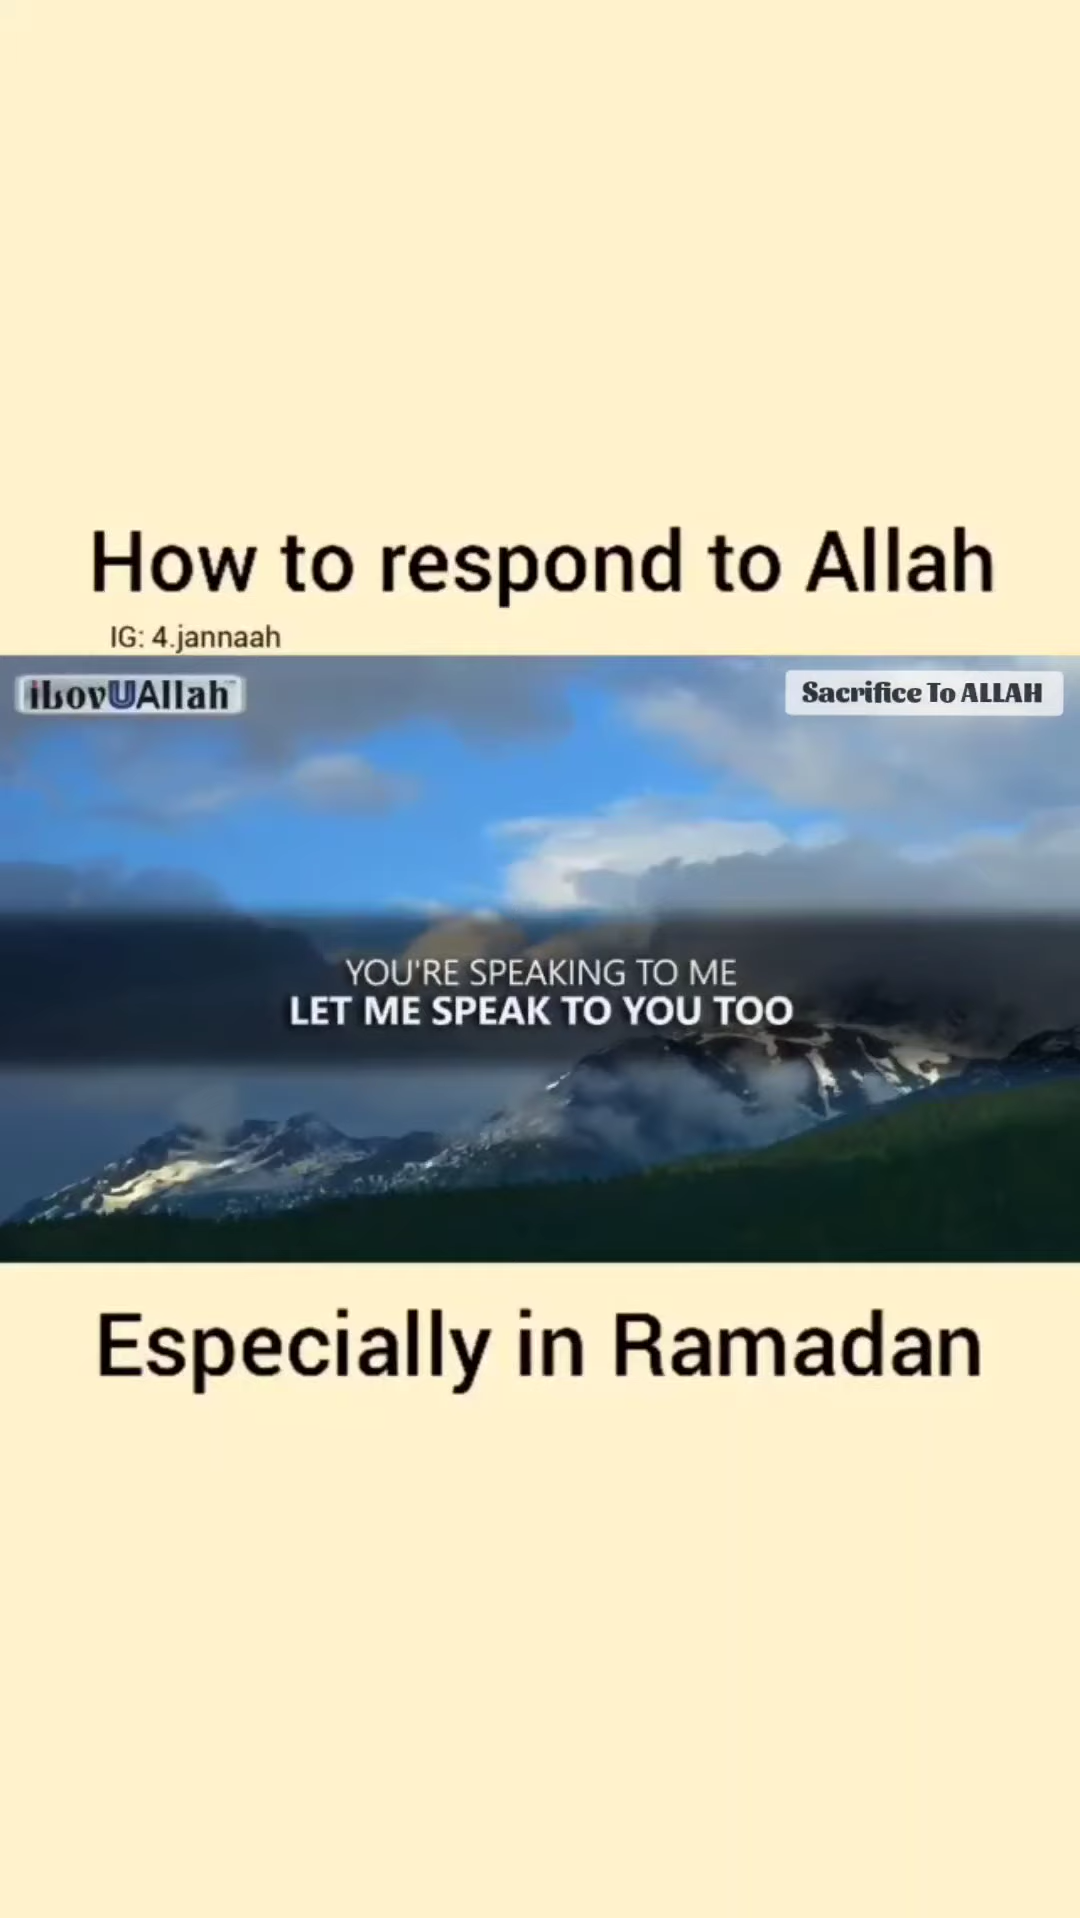 How to respond to Allah
IG: 4.jannaah
iLovUAllah
Sacrifice To ALLAH
YOU'RE SPEAKING TO ME
LET ME SPEAK TO YOU TOO
Especially in Ramadan